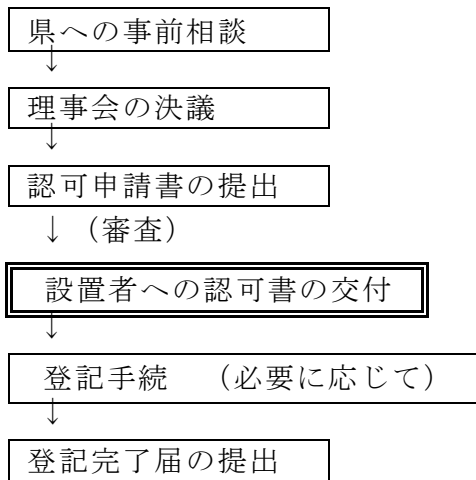 県への事前相談
↓
理事会の決議
↓
認可申請書の提出
↓（審査）
設置者への認可書の交付
↓
登記手続　（必要に応じて）
↓
登記完了届の提出